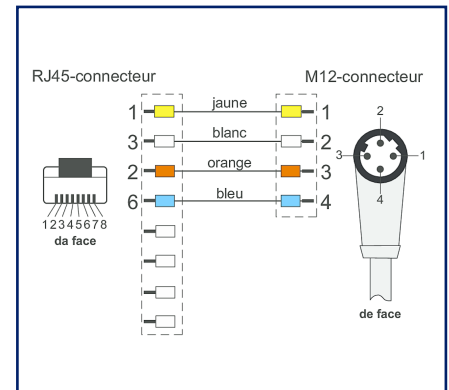 RJ45-connecteur
M12-connecteur
1 jaune 1
3 blanc 2
2 orange 3
6 bleu 4
12345678
da face
2
3 1
4
de face